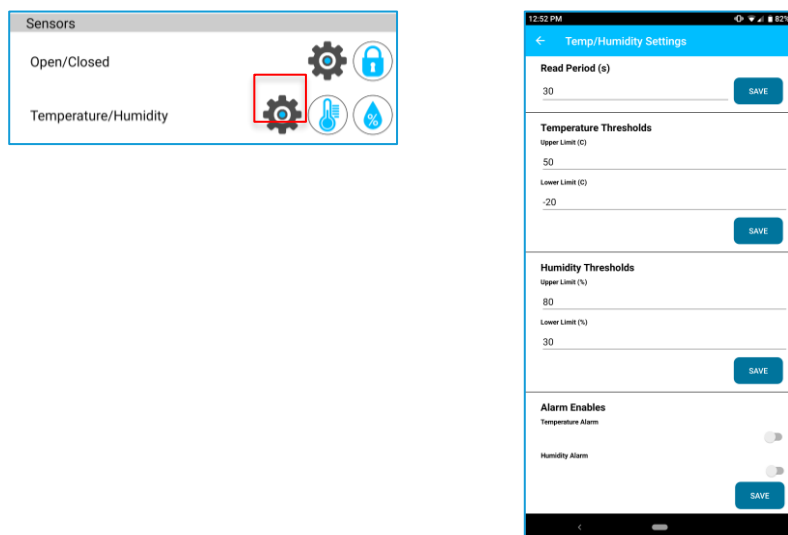 Sensors
Open/Closed
Temperature/Humidity
%
12:52 PM 82%
Temp/Humidity Settings
Read Period (s)
30
SAVE
Temperature Thresholds
Upper Limit (C)
50
Lower Limit (C)
-20
SAVE
Humidity Thresholds
Upper Limit (%)
80
Lower Limit (%)
30
SAVE
Alarm Enables
Temperature Alarm
Humidity Alarm
SAVE